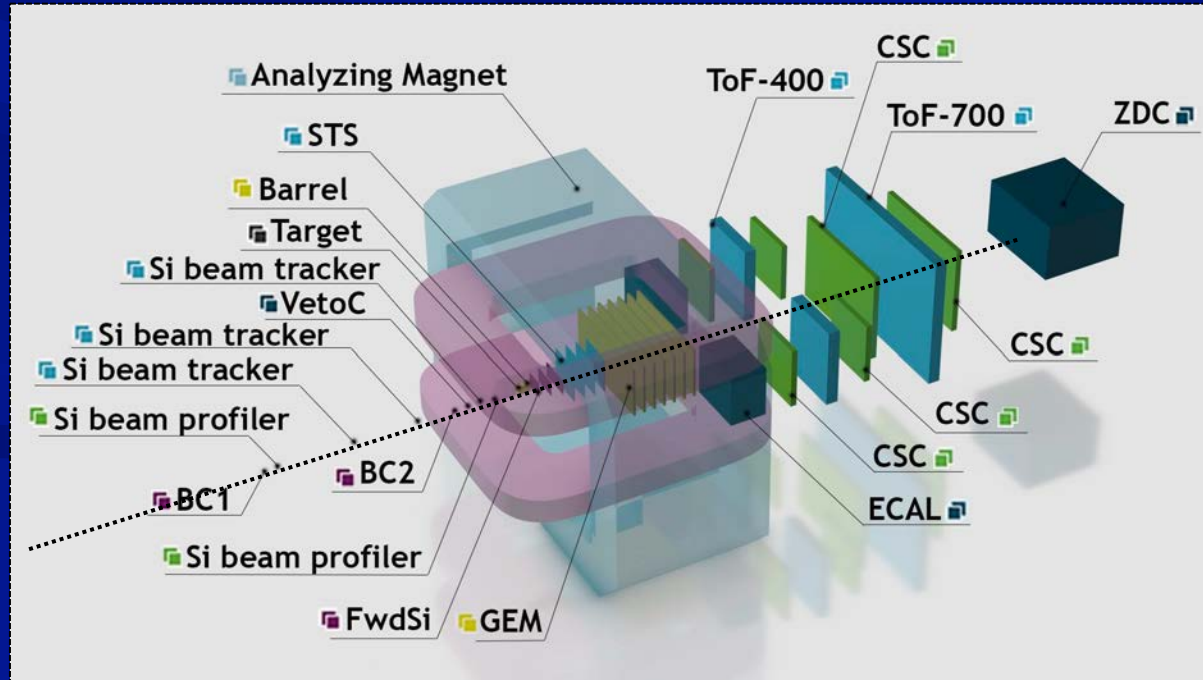 CSC
Analyzing Magnet
ToF-400
ToF-700
ZDC
STS
Barrel
Target
Si beam tracker
VetoC
Si beam tracker
CSC
Si beam tracker
Si beam profiler
CSC
CSC
BC2
BC1
ECAL
Si beam profiler
FwdSi
GEM